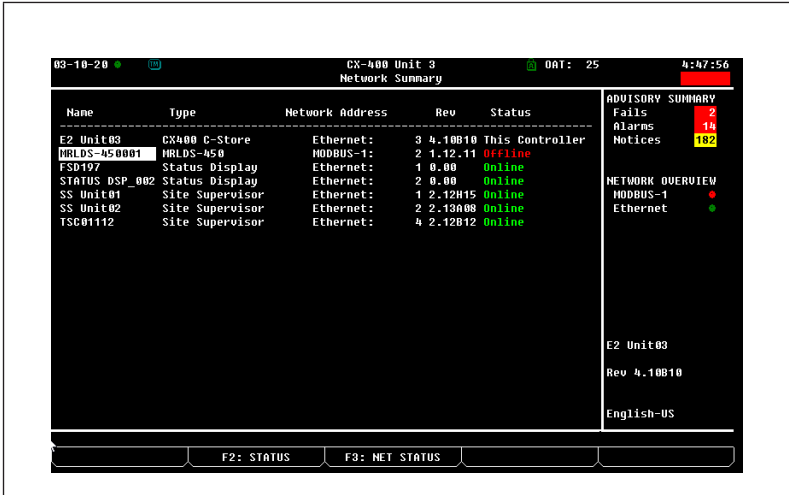 03-10-20 TM CX-400 Unit 3 OAT: 25 4:47:56
Network Summary
ADVISORY SUMMARY
Fails 2
Alarms 14
Notices 182
NETWORK OVERVIEW
MODBUS-1
Ethernet
E2 Unit03
Rev 4.10B10
English-US
Name Type Network Address Rev Status
E2 Unit03 CX400 C-Store Ethernet: 3 4.10B10 This Controller
MRLDS-450001 MRLDS-450 MODBUS-1: 2 1.12.11 Offline
FSD197 Status Display Ethernet: 1 0.00 Online
STATUS DSP_002 Status Display Ethernet: 2 0.00 Online
SS Unit01 Site Supervisor Ethernet: 1 2.12H15 Online
SS Unit02 Site Supervisor Ethernet: 2 2.13A08 Online
TSC01112 Site Supervisor Ethernet: 4 2.12B12 Online
F2: STATUS F3: NET STATUS